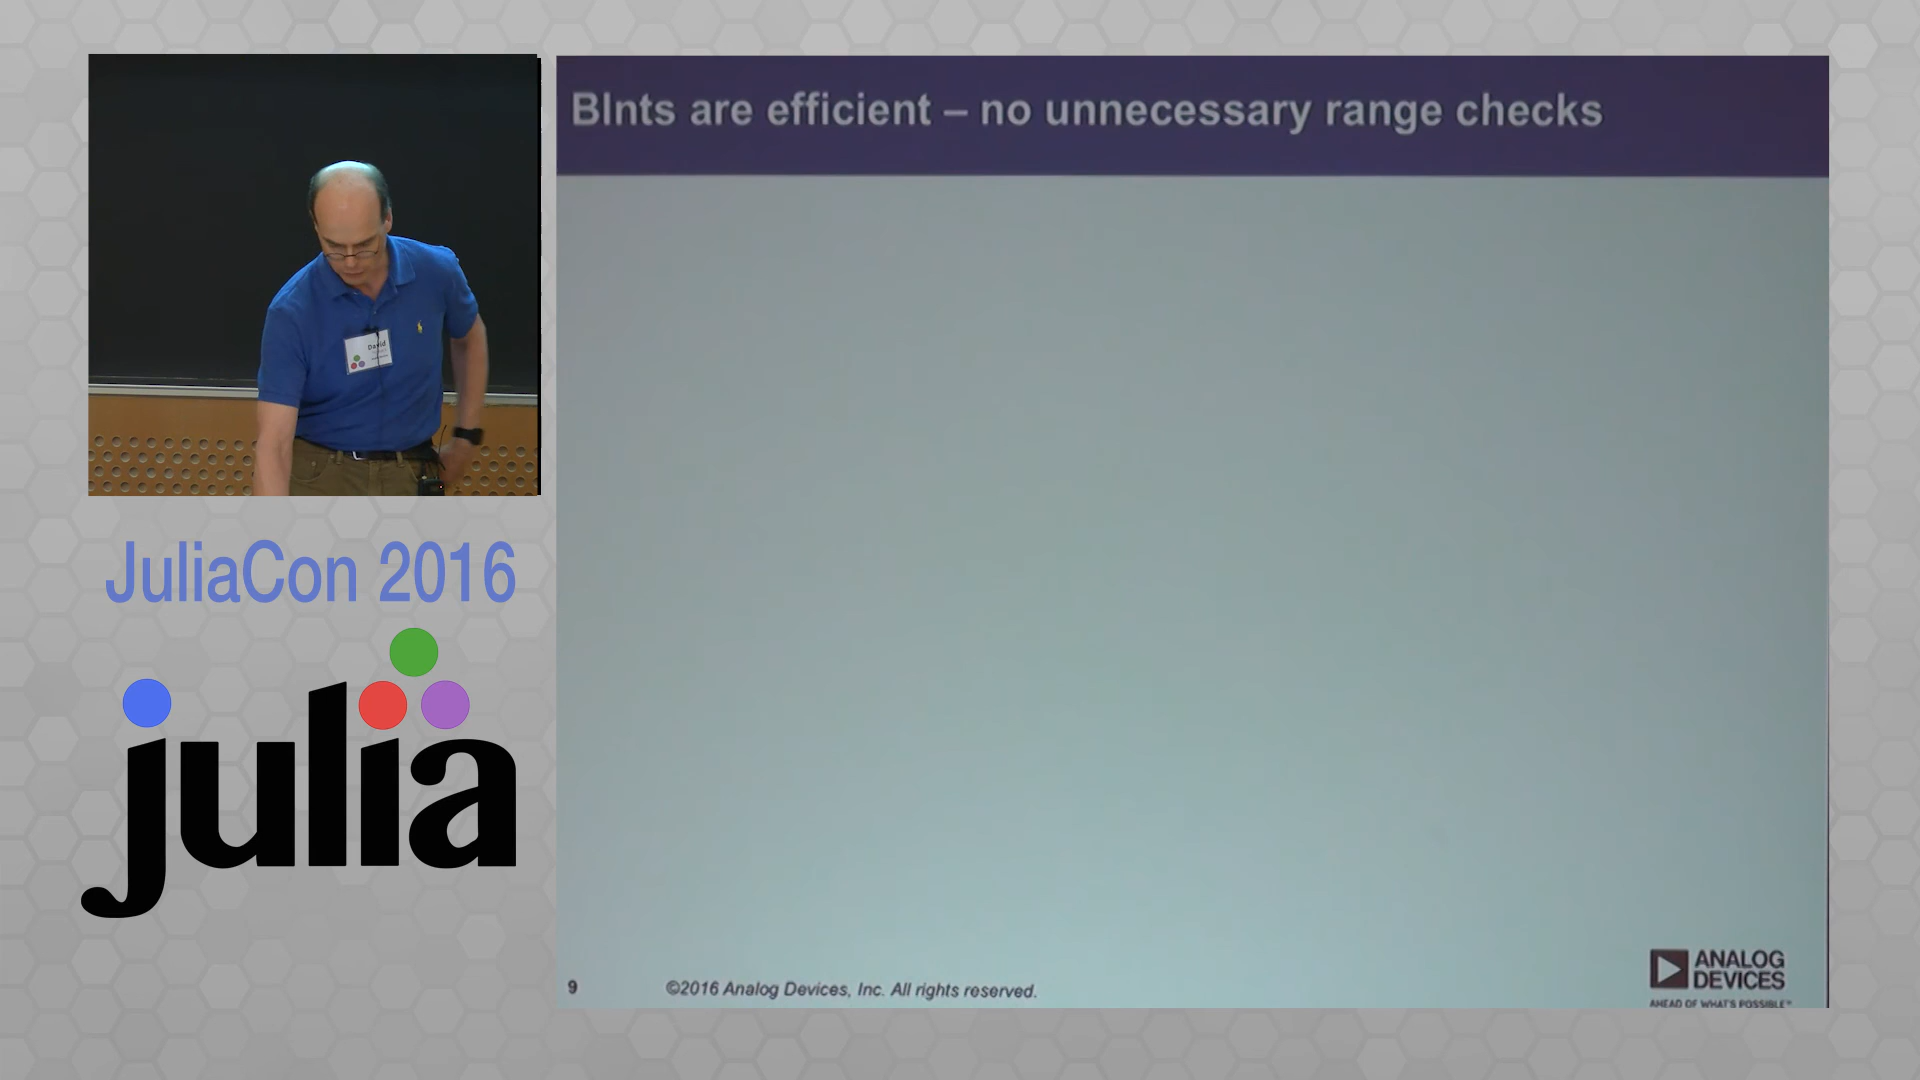 BInts are efficient – no unnecessary range checks
David
JuliaCon 2016
julia
9
©2016 Analog Devices, Inc. All rights reserved.
ANALOG
DEVICES
AHEAD OF WHAT'S POSSIBLE™